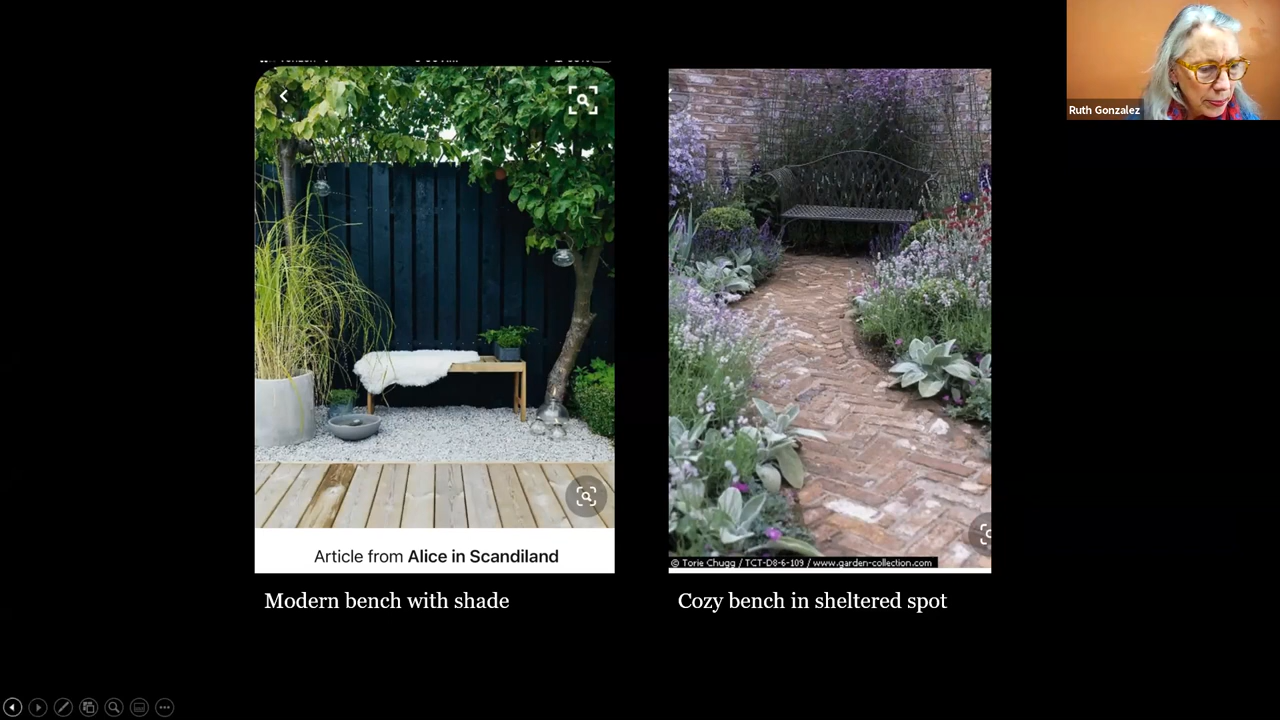 Ruth Gonzalez
Article from Alice in Scandiland
© Torie Chugg / TCT-D8-6-109 / www.garden-collection.com
Modern bench with shade
Cozy bench in sheltered spot